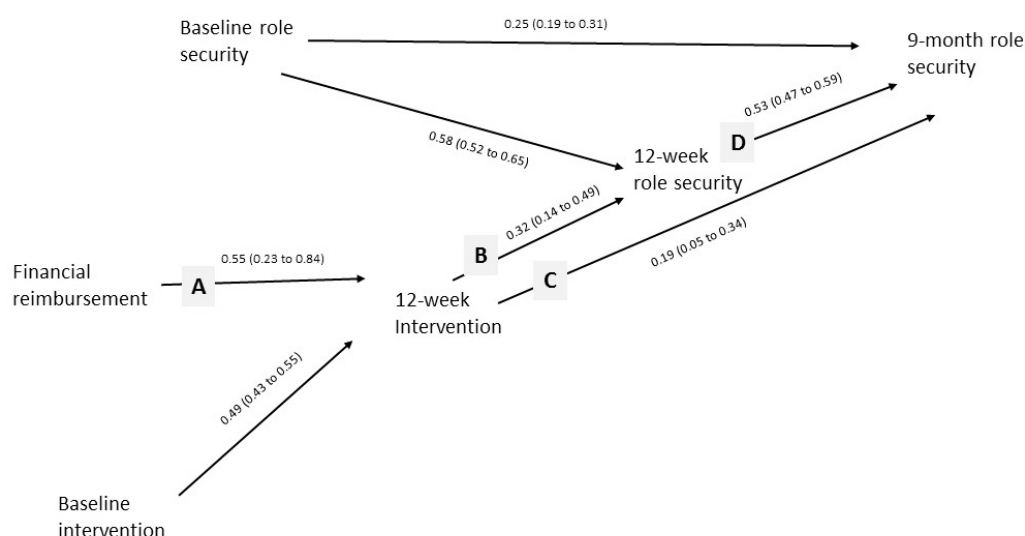 Baseline role
security
0.25 (0.19 to 0.31)
9-month role
security
0.53 (0.47 to 0.59)
D
0.58 (0.52 to 0.65)
12-week
role security
0.32 (0.14 to 0.49)
B
0.19 (0.05 to 0.34)
C
Financial
reimbursement
0.55 (0.23 to 0.84)
A
12-week
Intervention
0.49 (0.43 to 0.55)
Baseline
intervention